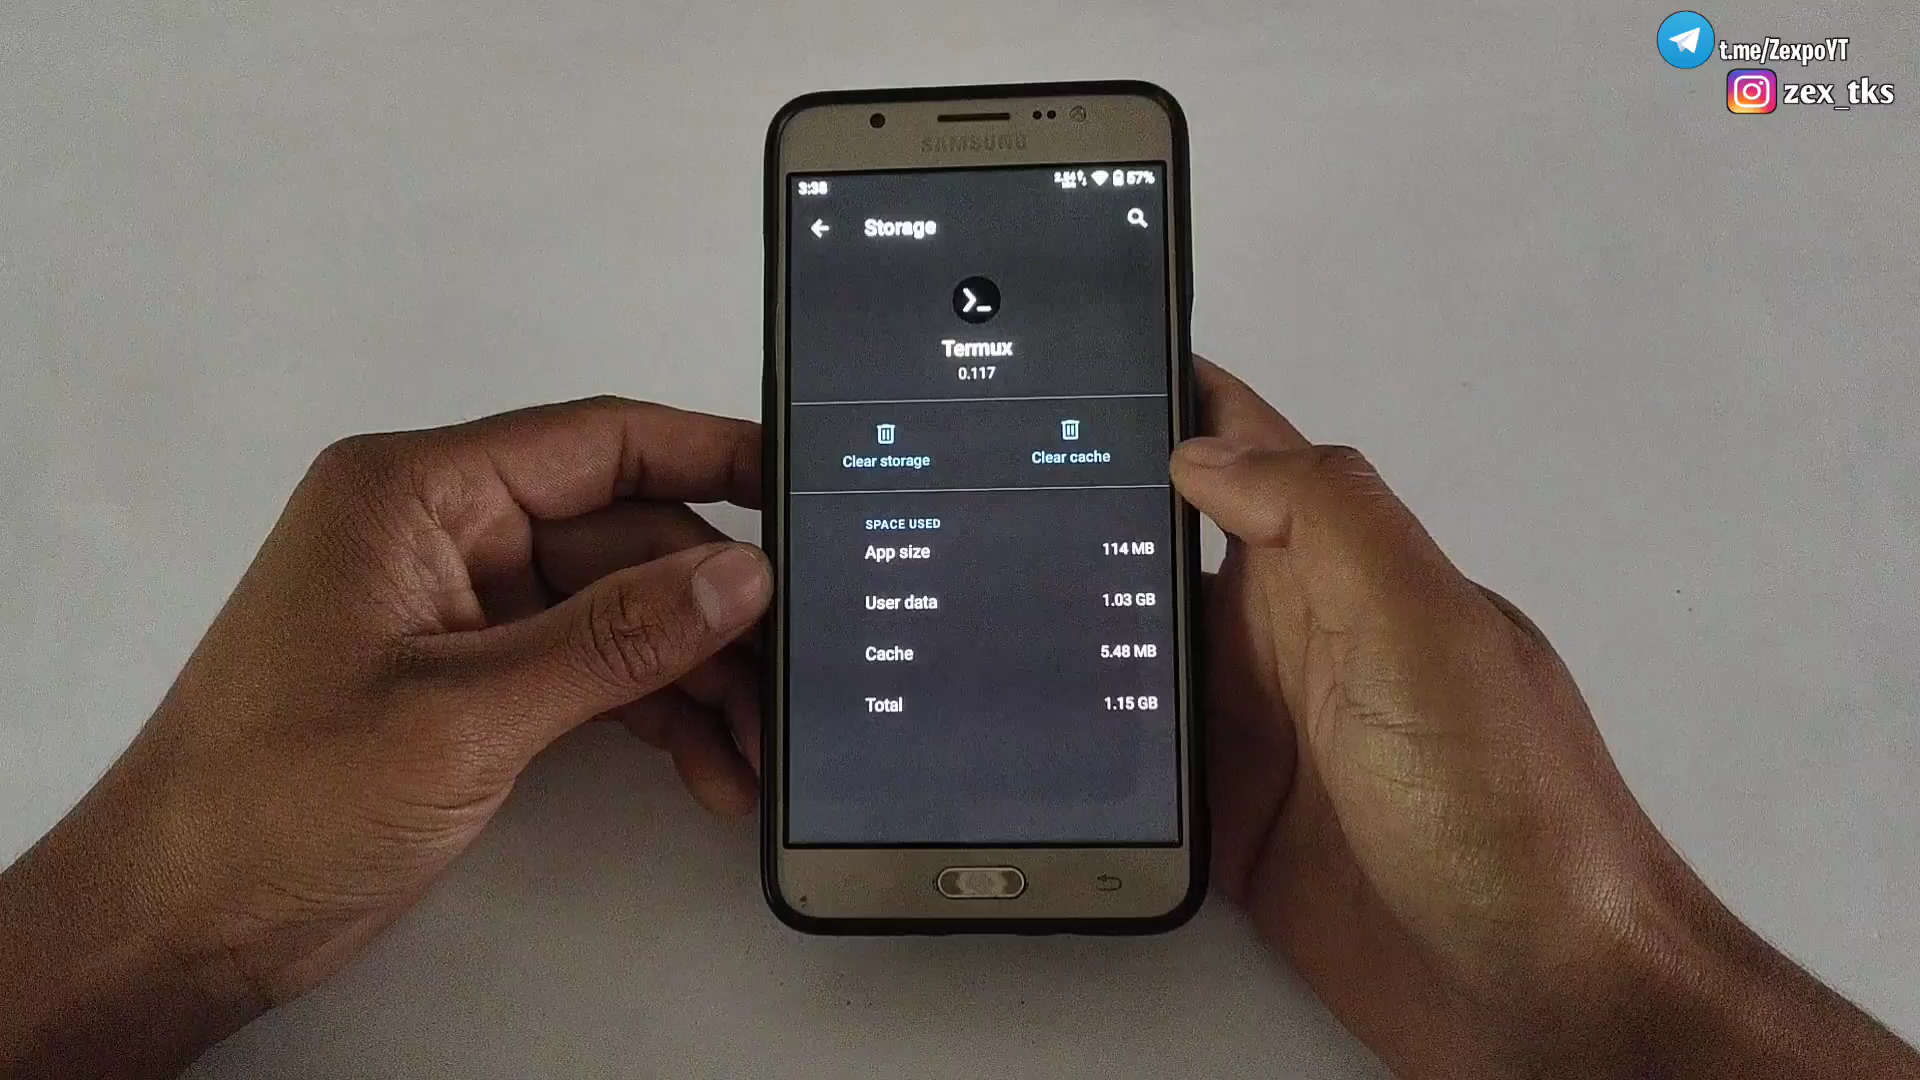 t.me/ZexpoYT
zex_tks
SAMSUNG
3:38
57%
Storage
Termux
0.117
Clear storage
Clear cache
SPACE USED
App size
114 MB
User data
1.03 GB
Cache
5.48 MB
Total
1.15 GB